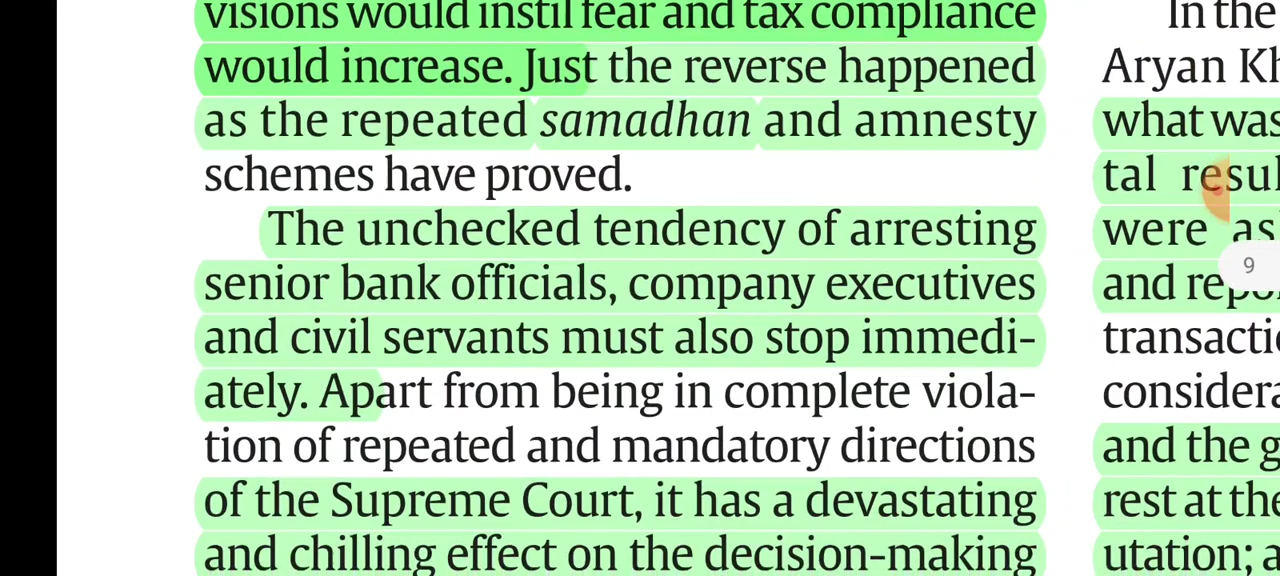 visions would instil fear and tax compliance
would increase. Just the reverse happened
as the repeated samadhan and amnesty
schemes have proved.
The unchecked tendency of arresting
senior bank officials, company executives
and civil servants must also stop immedi-
ately. Apart from being in complete viola-
tion of repeated and mandatory directions
of the Supreme Court, it has a devastating
and chilling effect on the decision-making
In the
Aryan Kh
what was
tal resul
were as
and repo
transactio
considera
and the g
rest at the
utation; a
9